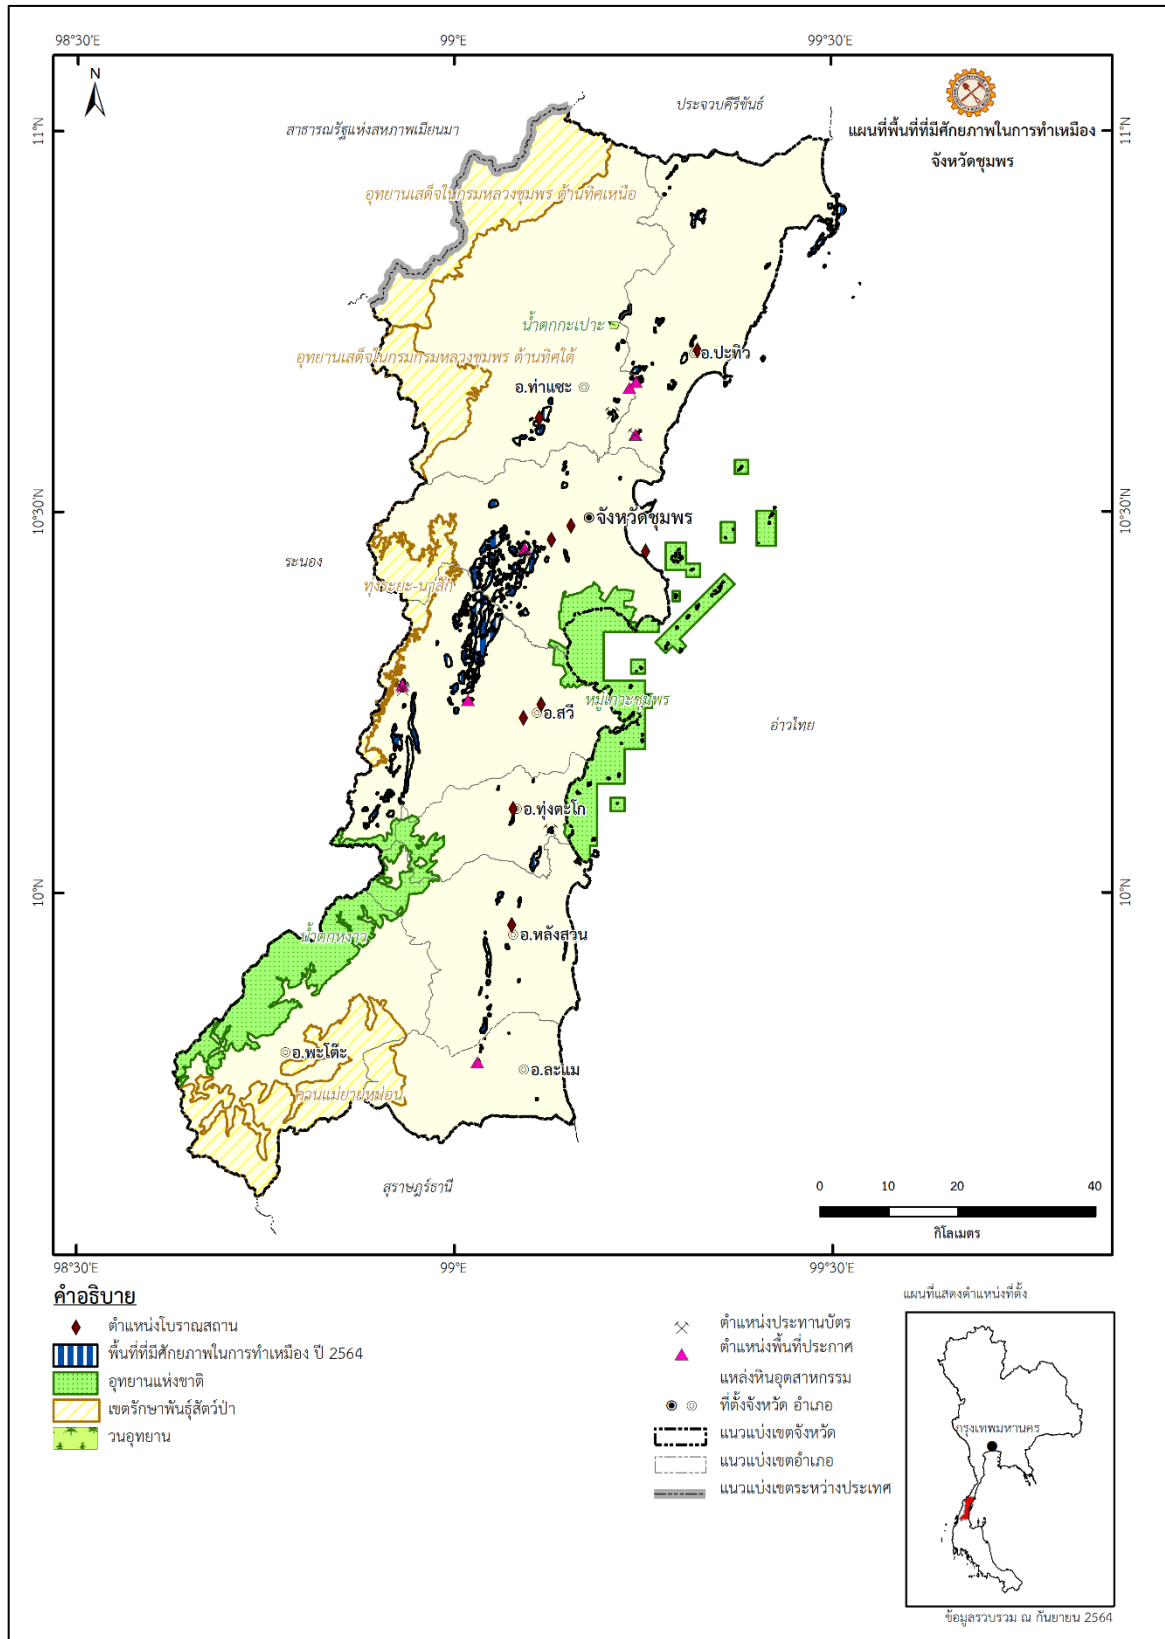 98°30'E
99°E
99°30'E
N
ประจวบคีรีขันธ์
สาธารณรัฐแห่งสหภาพเมียนมา
11°N
11°N
แผนที่พื้นที่ที่มีศักยภาพในการทำเหมือง
จังหวัดชุมพร
อุทยานเสด็จในกรมหลวงชุมพร ด้านทิศเหนือ
น้ำตกกะเปาะ
อุทยานเสด็จในกรมกรมหลวงชุมพร ด้านทิศใต้
อ.ปะทิว
อ.ท่าแซะ
10°30'N
10°30'N
จังหวัดชุมพร
ระนอง
ทุ่งระยะ-นาสัก
หมู่เกาะชุมพร
อ.สวี
อ่าวไทย
อ.ทุ่งตะโก
10°N
10°N
น้ำตกหงาว
อ.หลังสวน
อ.พะโต๊ะ
อ.ละแม
ควนแม่ยายหม่อน
สุราษฎร์ธานี
0 10 20 40
กิโลเมตร
98°30'E
99°E
99°30'E
คำอธิบาย
ตำแหน่งโบราณสถาน
พื้นที่ที่มีศักยภาพในการทำเหมือง ปี 2564
อุทยานแห่งชาติ
เขตรักษาพันธุ์สัตว์ป่า
วนอุทยาน
ตำแหน่งประทานบัตร
ตำแหน่งพื้นที่ประกาศ
แหล่งหินอุตสาหกรรม
ที่ตั้งจังหวัด อำเภอ
แนวแบ่งเขตจังหวัด
แนวแบ่งเขตอำเภอ
แนวแบ่งเขตระหว่างประเทศ
แผนที่แสดงตำแหน่งที่ตั้ง
กรุงเทพมหานคร
ข้อมูลรวบรวม ณ กันยายน 2564